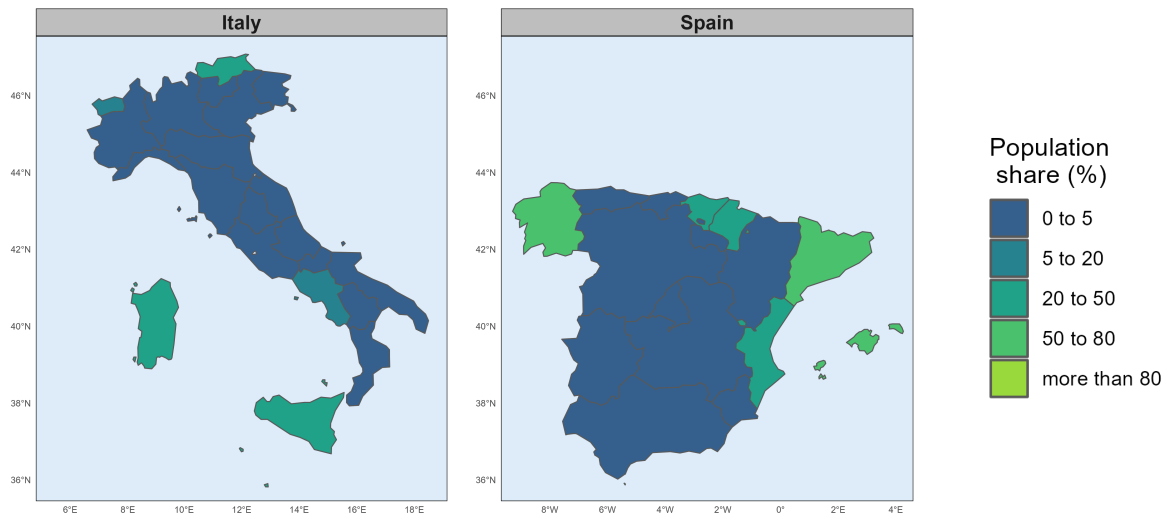 Italy
Spain
46°N
44°N
42°N
40°N
38°N
36°N
6°E
8°E
10°E
12°E
14°E
16°E
18°E
46°N
44°N
42°N
40°N
38°N
36°N
8°W
6°W
4°W
2°W
0°
2°E
4°E
Population
share (%)
0 to 5
5 to 20
20 to 50
50 to 80
more than 80